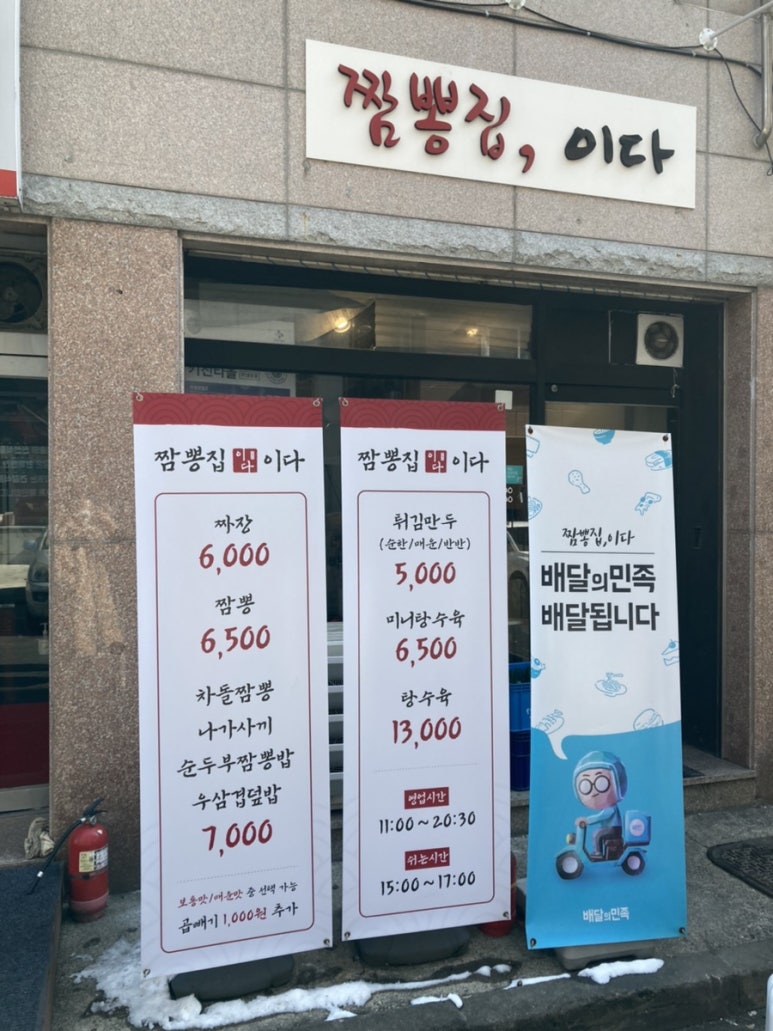 짬뽕집, 이다
짬뽕집 이다 이다
짜장
6,000
짬뽕
6,500
차돌짬뽕
나가사끼
순두부짬뽕밥
우삼겹덮밥
7,000
보통맛/매운맛 중 선택 가능
곱빼기 1,000원 추가
짬뽕집 이다 이다
튀김만두
(순한/매운/반반)
5,000
미니탕수육
6,500
탕수육
13,000
영업시간
11:00~20:30
쉬는시간
15:00~17:00
짬뽕집,이다
배달의민족
배달됩니다
배달의민족